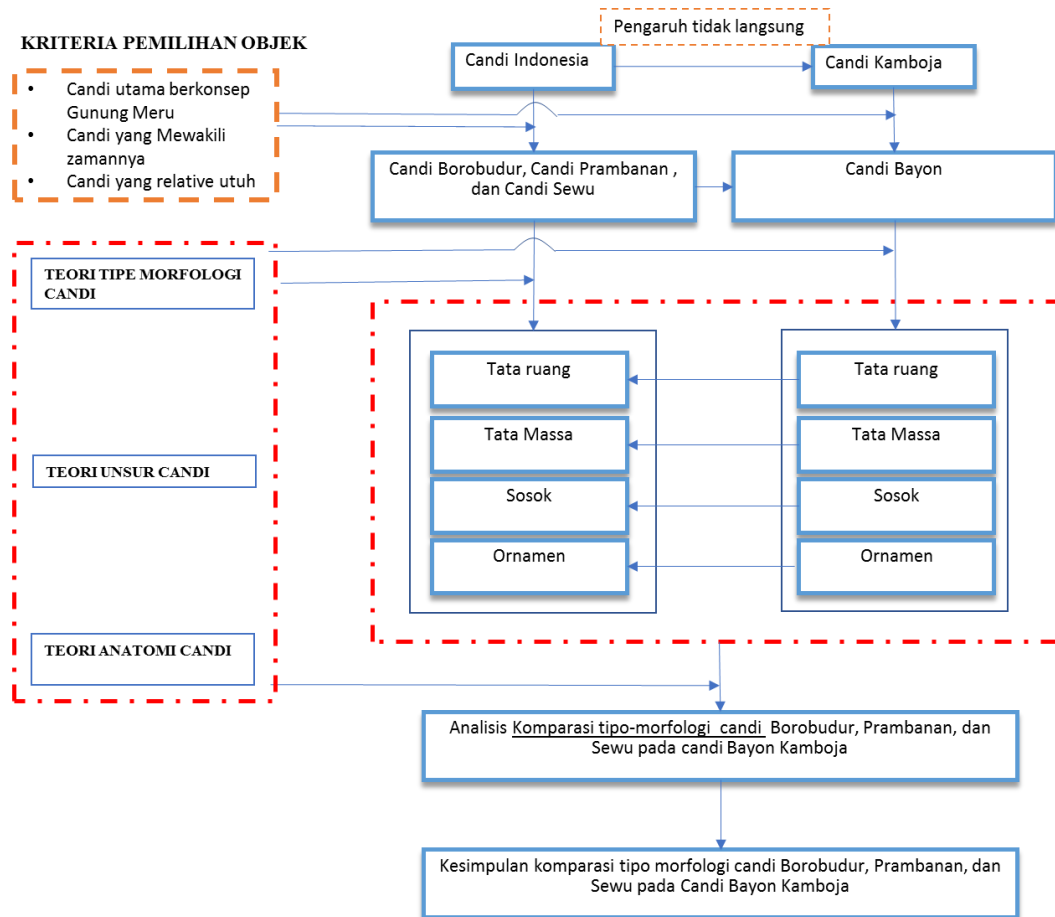 Pengaruh tidak langsung
KRITERIA PEMILIHAN OBJEK
Candi Indonesia
Candi Kamboja
• Candi utama berkonsep
Gunung Meru
• Candi yang Mewakili
zamannya
• Candi yang relative utuh
Candi Borobudur, Candi Prambanan ,
dan Candi Sewu
Candi Bayon
TEORI TIPE MORFOLOGI
CANDI
TEORI UNSUR CANDI
TEORI ANATOMI CANDI
Tata ruang
Tata ruang
Tata Massa
Tata Massa
Sosok
Sosok
Ornamen
Ornamen
Analisis Komparasi tipo-morfologi candi Borobudur, Prambanan, dan
Sewu pada candi Bayon Kamboja
Kesimpulan komparasi tipo morfologi candi Borobudur, Prambanan, dan
Sewu pada Candi Bayon Kamboja